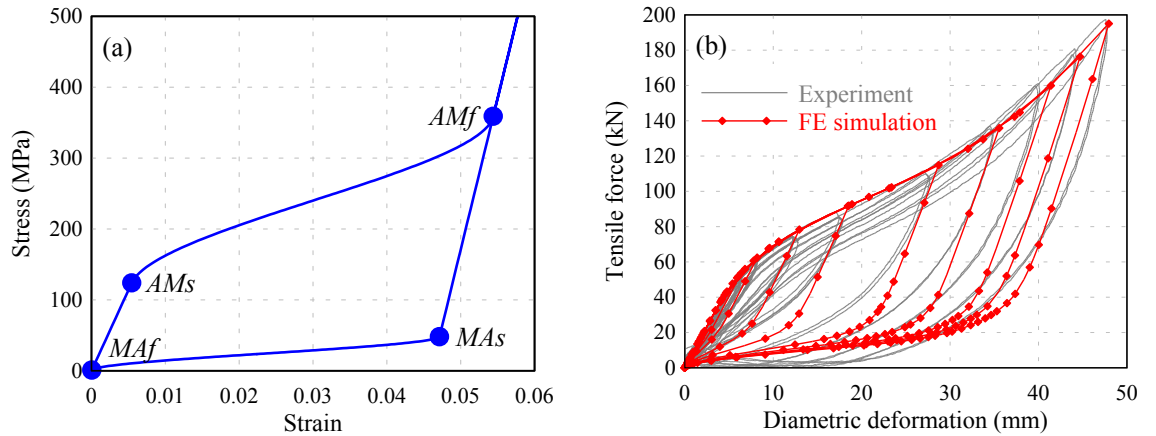 (a)
Stress (MPa)
500
400
300
200
100
0
AMf
AMs
MAf
MAs
0 0.01 0.02 0.03 0.04 0.05 0.06
Strain
(b)
Tensile force (kN)
200
180
160
140
120
100
80
60
40
20
0
Experiment
FE simulation
0 10 20 30 40 50
Diametric deformation (mm)